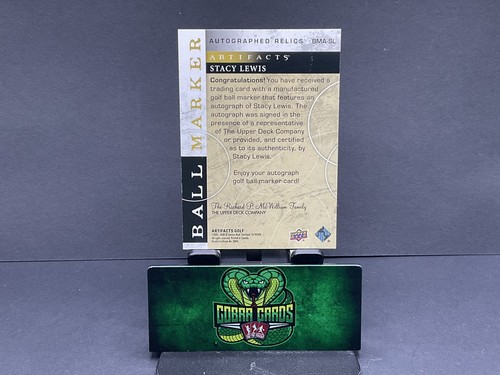 AUTOGRAPHED RELICS BMA-SL
ARTIFACTS
STACY LEWIS
Congratulations! You have received a
trading card with a manufactured
golf ball marker that features an
autograph of Stacy Lewis. The
autograph was signed in the
presence of a representative
of The Upper Deck Company
or provided, and certified
as to its authenticity, by
Stacy Lewis.
Enjoy your autograph
golf ball marker card!
The Richard P. McWilliam Family
THE UPPER DECK COMPANY
ARTIFACTS GOLF
BALL MARKER
COBRA CARDS